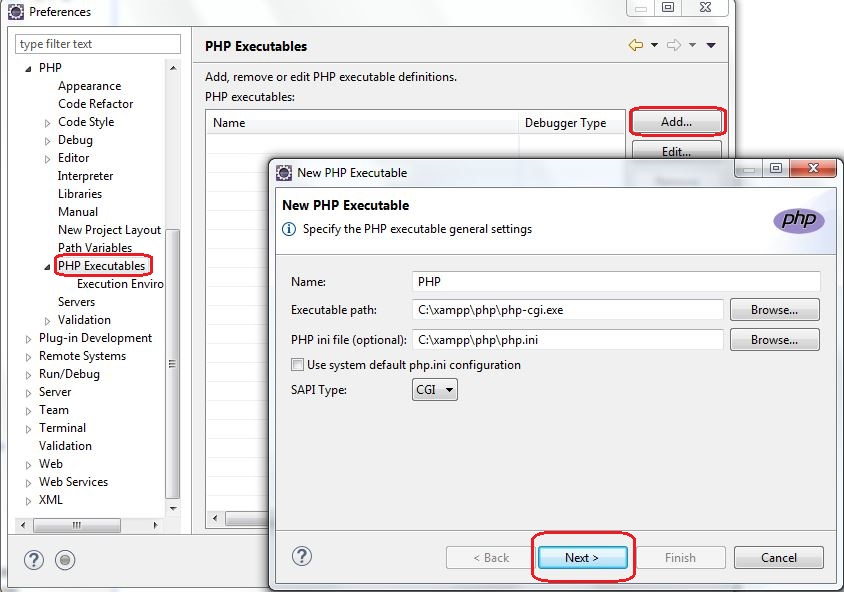 Preferences
type filter text
PHP
Appearance
Code Refactor
Code Style
Debug
Editor
Interpreter
Libraries
Manual
New Project Layout
Path Variables
PHP Executables
Execution Enviro
Servers
Validation
Plug-in Development
Remote Systems
Run/Debug
Server
Team
Terminal
Validation
Web
Web Services
XML
PHP Executables
Add, remove or edit PHP executable definitions.
PHP executables:
Name Debugger Type
Add...
Edit...
New PHP Executable
New PHP Executable
Specify the PHP executable general settings
php
Name: PHP
Executable path: C:\xampp\php\php-cgi.exe Browse...
PHP ini file (optional): C:\xampp\php\php.ini Browse...
Use system default php.ini configuration
SAPI Type: CGI
< Back Next > Finish Cancel